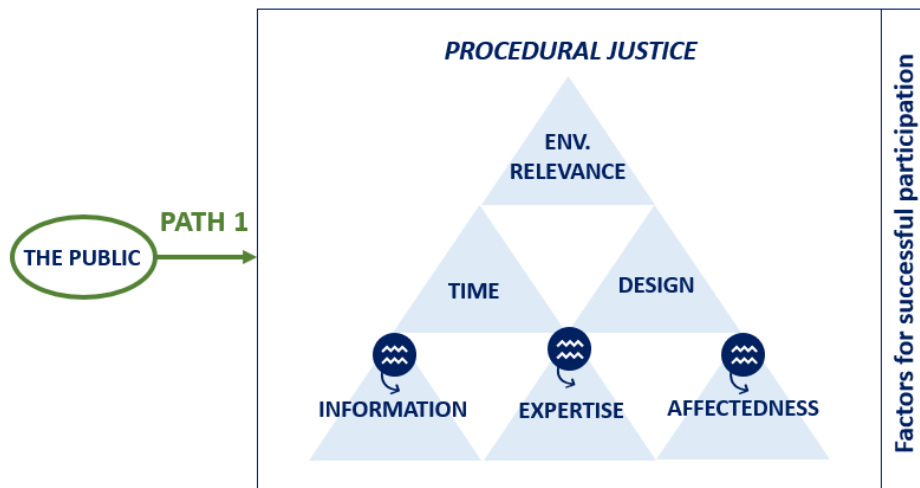 PROCEDURAL JUSTICE
ENV.
RELEVANCE
PATH 1
THE PUBLIC
TIME
DESIGN
INFORMATION
EXPERTISE
AFFECTEDNESS
Factors for successful participation